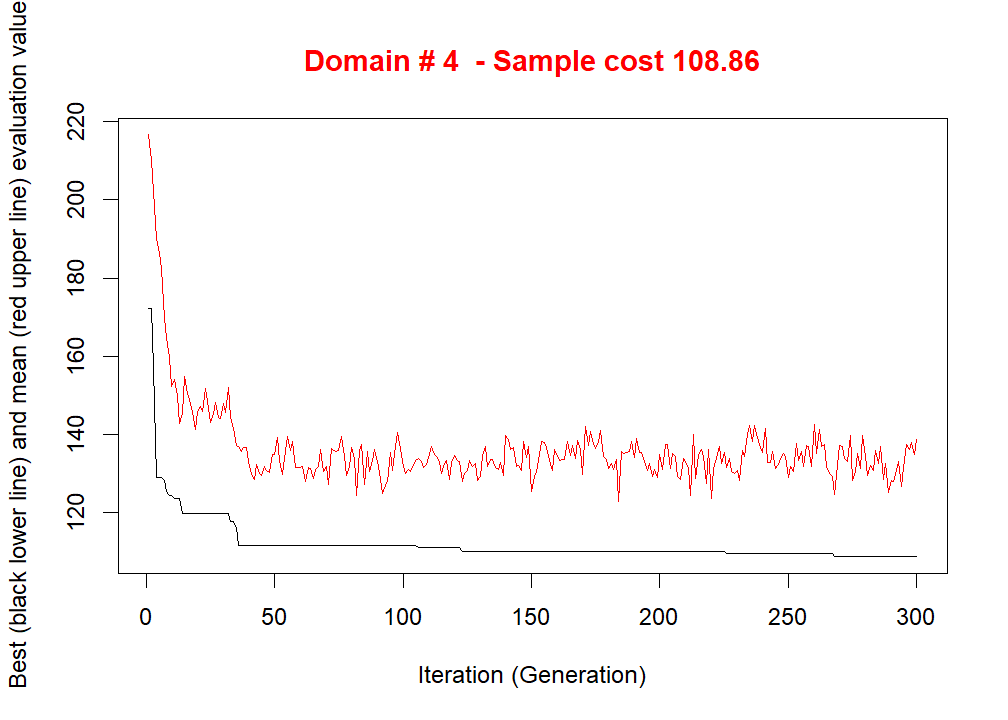 Domain # 4  - Sample cost 108.86
Best (black lower line) and mean (red upper line) evaluation value
220
200
180
160
140
120
0 50 100 150 200 250 300
Iteration (Generation)